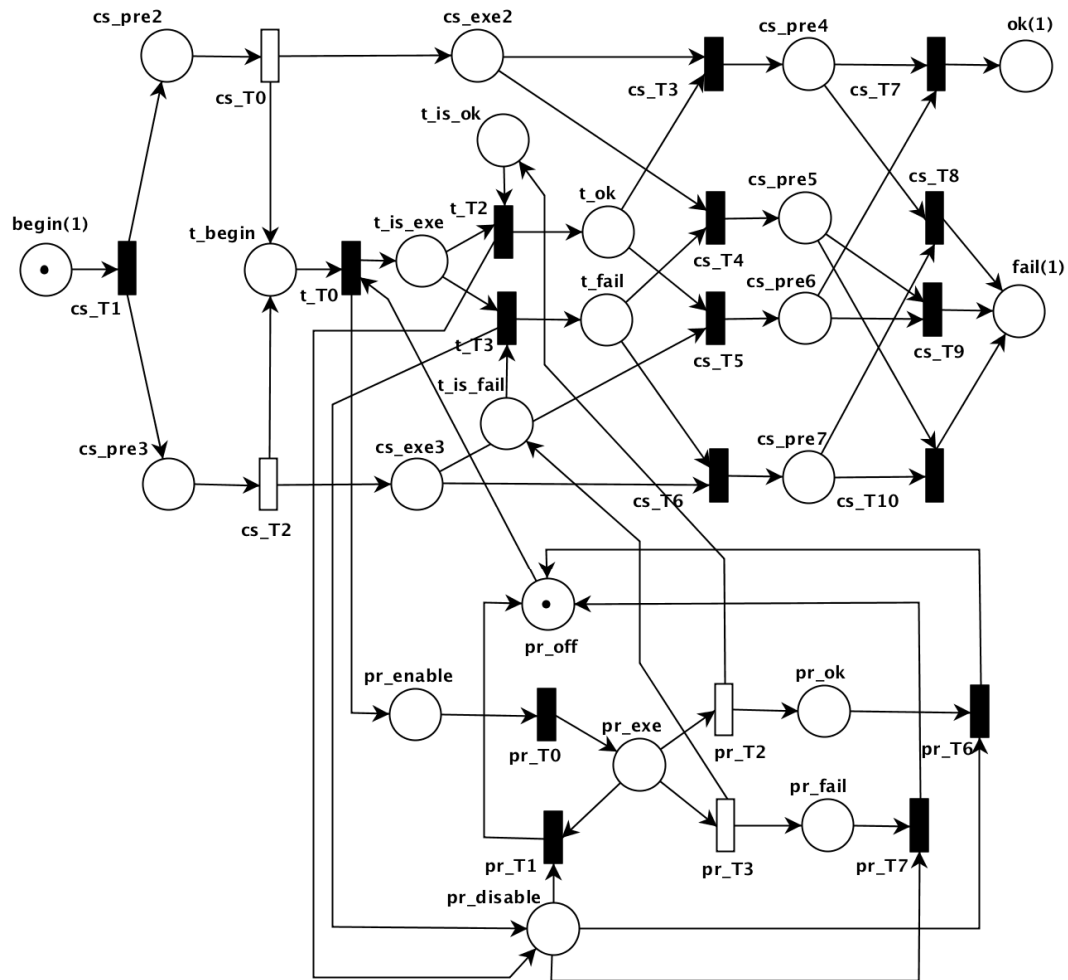 cs_pre2
cs_exe2
cs_pre4
ok(1)
cs_T0
cs_T3
cs_T7
t_is_ok
cs_T8
cs_pre5
begin(1)
t_begin
t_is_exe
t_T2
t_ok
cs_T4
fail(1)
cs_T1
t_T0
t_fail
cs_pre6
t_T3
cs_T5
cs_T9
t_is_fail
cs_pre3
cs_exe3
cs_pre7
cs_T2
cs_T6
cs_T10
pr_off
pr_enable
pr_ok
pr_T0
pr_exe
pr_T2
pr_T6
pr_fail
pr_T1
pr_T3
pr_T7
pr_disable